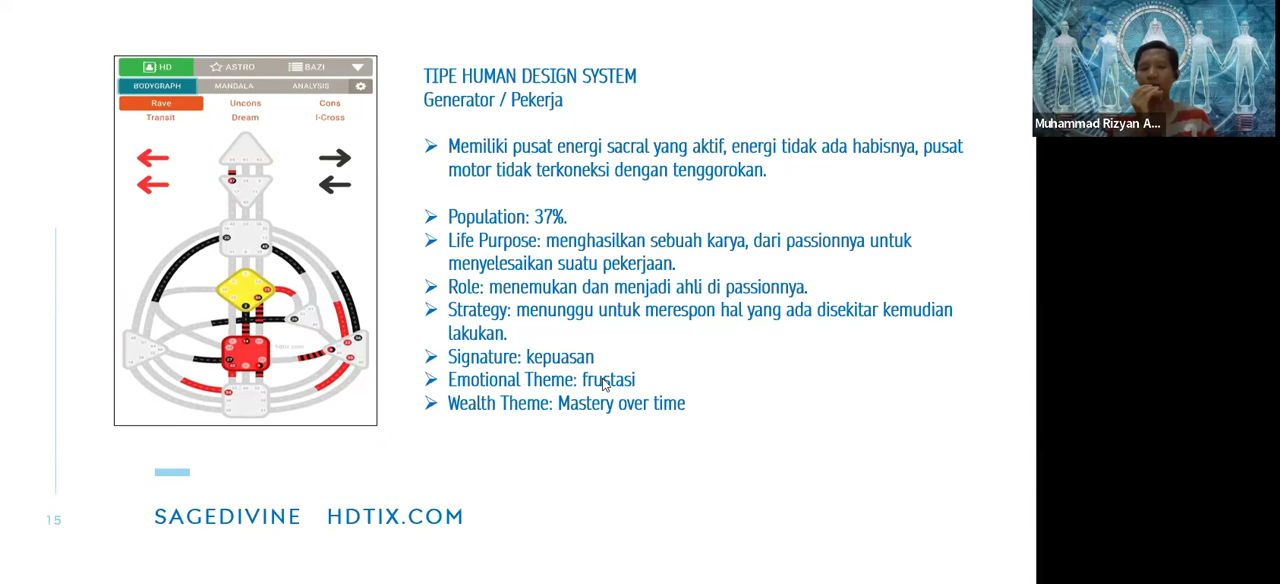 HD
ASTRO
BAZI
BODYGRAPH
MANDALA
ANALYSIS
Rave
Uncons
Cons
Transit
Dream
I-Cross
TIPE HUMAN DESIGN SYSTEM
Generator / Pekerja
Memiliki pusat energi sacral yang aktif, energi tidak ada habisnya, pusat
motor tidak terkoneksi dengan tenggorokan.
Population: 37%.
Life Purpose: menghasilkan sebuah karya, dari passionnya untuk
menyelesaikan suatu pekerjaan.
Role: menemukan dan menjadi ahli di passionnya.
Strategy: menunggu untuk merespon hal yang ada disekitar kemudian
lakukan.
Signature: kepuasan
Emotional Theme: frustasi
Wealth Theme: Mastery over time
15
SAGEDIVINE HDTIX.COM
Muhammad Rizyan A...